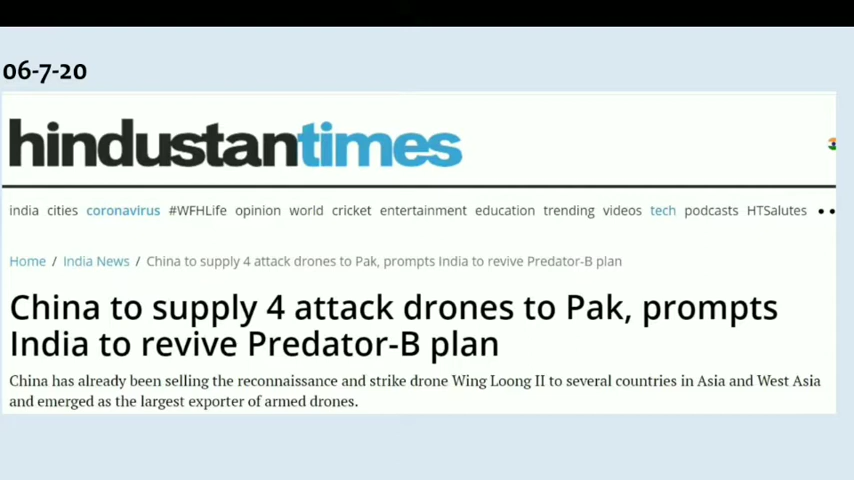 06-7-20
hindustantimes
india cities coronavirus #WFHLife opinion world cricket entertainment education trending videos tech podcasts HTSalutes
Home / India News / China to supply 4 attack drones to Pak, prompts India to revive Predator-B plan
China to supply 4 attack drones to Pak, prompts
India to revive Predator-B plan
China has already been selling the reconnaissance and strike drone Wing Loong II to several countries in Asia and West Asia
and emerged as the largest exporter of armed drones.